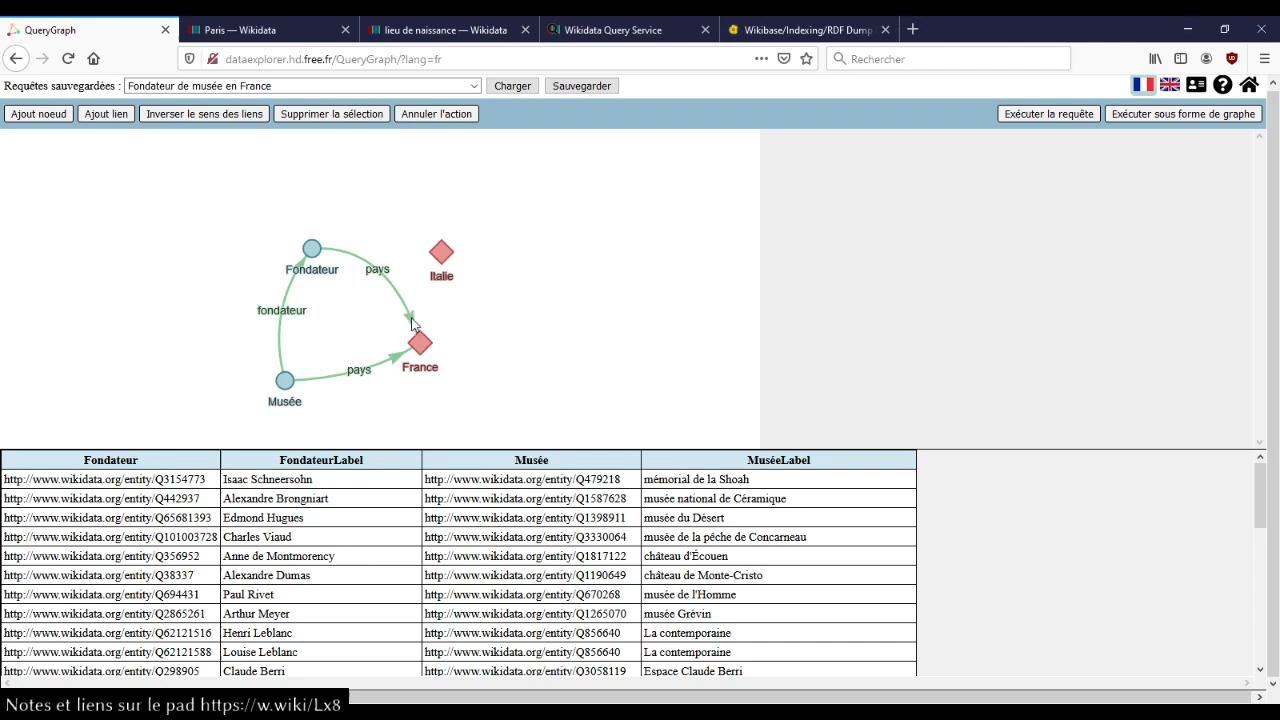 QueryGraph
Paris — Wikidata
lieu de naissance — Wikidata
Wikidata Query Service
Wikibase/Indexing/RDF Dump
dataexplorer.hd.free.fr/QueryGraph/?lang=fr
Rechercher
Requêtes sauvegardées : Fondateur de musée en France Charger Sauvegarder
Ajout noeud Ajout lien Inverser le sens des liens Supprimer la sélection Annuler l'action Exécuter la requête Exécuter sous forme de graphe
Fondateur
pays
Italie
fondateur
France
pays
Musée
Fondateur FondateurLabel Musée MuséeLabel
http://www.wikidata.org/entity/Q3154773 Isaac Schneersohn http://www.wikidata.org/entity/Q479218 mémorial de la Shoah
http://www.wikidata.org/entity/Q442937 Alexandre Brongniart http://www.wikidata.org/entity/Q1587628 musée national de Céramique
http://www.wikidata.org/entity/Q65681393 Edmond Hugues http://www.wikidata.org/entity/Q1398911 musée du Désert
http://www.wikidata.org/entity/Q101003728 Charles Viaud http://www.wikidata.org/entity/Q3330064 musée de la pêche de Concarneau
http://www.wikidata.org/entity/Q356952 Anne de Montmorency http://www.wikidata.org/entity/Q1817122 château d'Écouen
http://www.wikidata.org/entity/Q38337 Alexandre Dumas http://www.wikidata.org/entity/Q1190649 château de Monte-Cristo
http://www.wikidata.org/entity/Q694431 Paul Rivet http://www.wikidata.org/entity/Q670268 musée de l'Homme
http://www.wikidata.org/entity/Q2865261 Arthur Meyer http://www.wikidata.org/entity/Q1265070 musée Grévin
http://www.wikidata.org/entity/Q62121516 Henri Leblanc http://www.wikidata.org/entity/Q856640 La contemporaine
http://www.wikidata.org/entity/Q62121588 Louise Leblanc http://www.wikidata.org/entity/Q856640 La contemporaine
http://www.wikidata.org/entity/Q298905 Claude Berri http://www.wikidata.org/entity/Q3058119 Espace Claude Berri
Notes et liens sur le pad https://w.wiki/Lx8